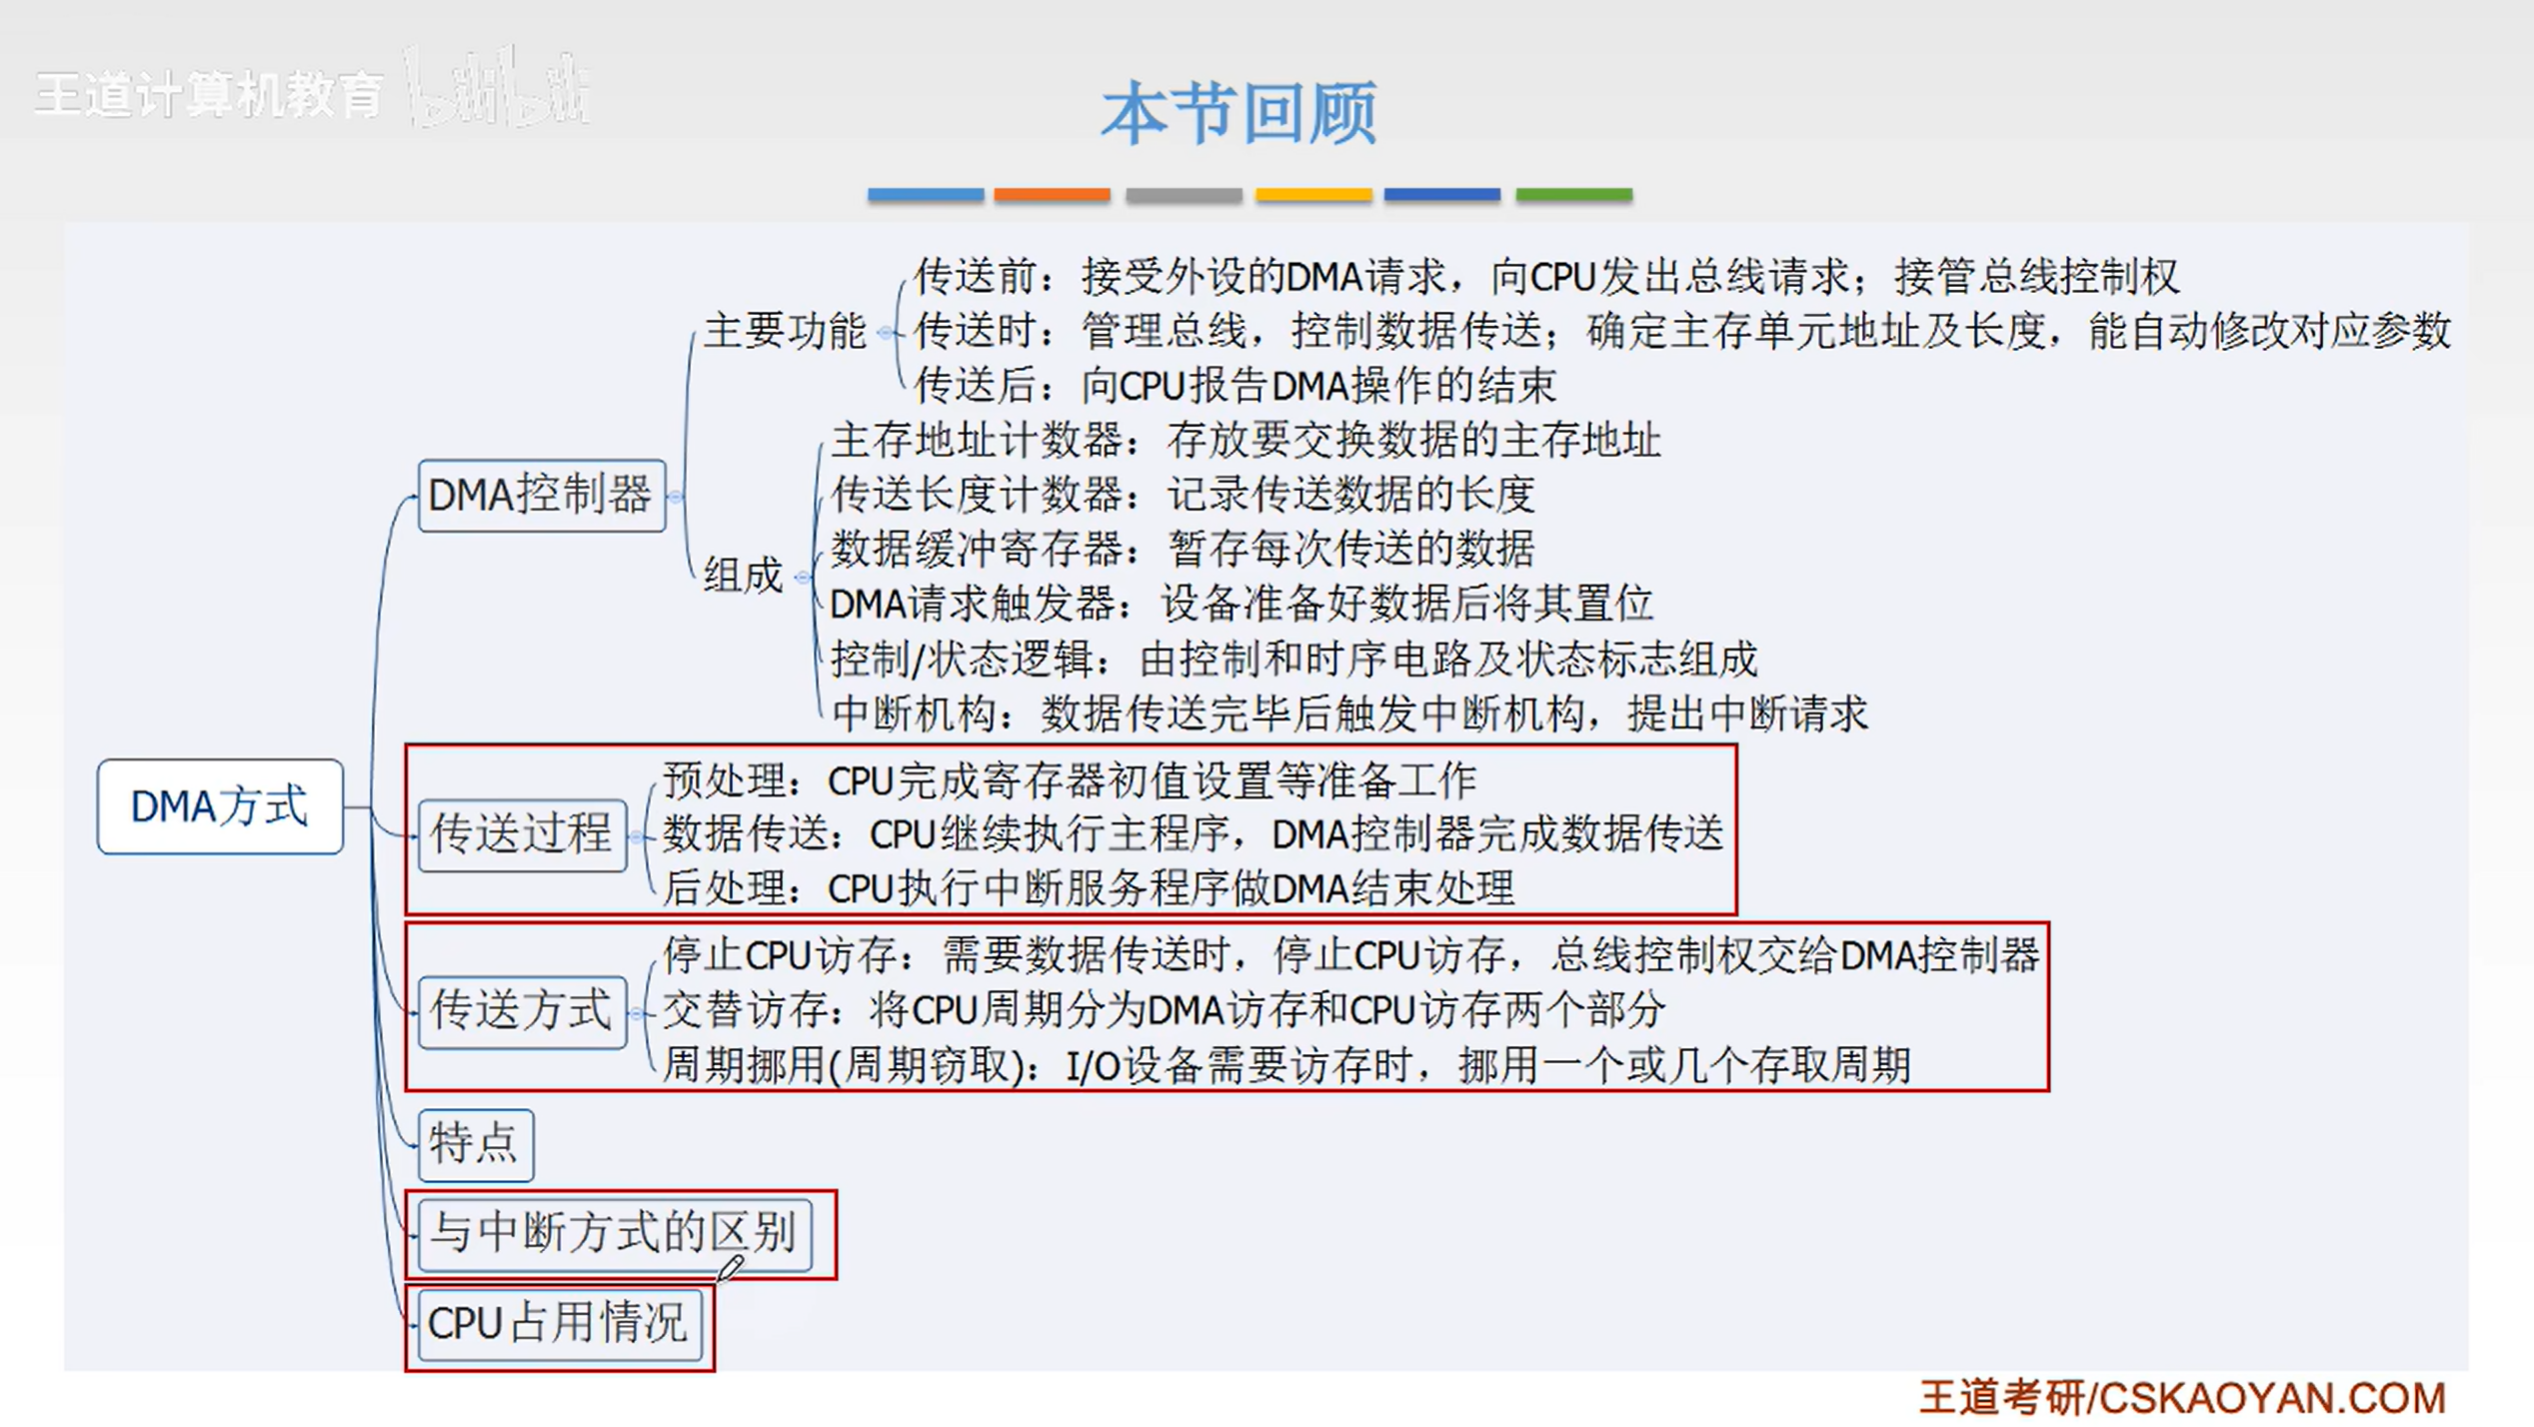 王道计算机教育 bilibili
本节回顾
传送前：接受外设的DMA请求，向CPU发出总线请求；接管总线控制权
主要功能
传送时：管理总线，控制数据传送；确定主存单元地址及长度，能自动修改对应参数
传送后：向CPU报告DMA操作的结束
DMA控制器
主存地址计数器：存放要交换数据的主存地址
传送长度计数器：记录传送数据的长度
数据缓冲寄存器：暂存每次传送的数据
组成
DMA请求触发器：设备准备好数据后将其置位
控制/状态逻辑：由控制和时序电路及状态标志组成
中断机构：数据传送完毕后触发中断机构，提出中断请求
DMA方式
传送过程
预处理：CPU完成寄存器初值设置等准备工作
数据传送：CPU继续执行主程序，DMA控制器完成数据传送
后处理：CPU执行中断服务程序做DMA结束处理
传送方式
停止CPU访存：需要数据传送时，停止CPU访存，总线控制权交给DMA控制器
交替访存：将CPU周期分为DMA访存和CPU访存两个部分
周期挪用(周期窃取)：I/O设备需要访存时，挪用一个或几个存取周期
特点
与中断方式的区别
CPU占用情况
王道考研/CSKAOYAN.COM